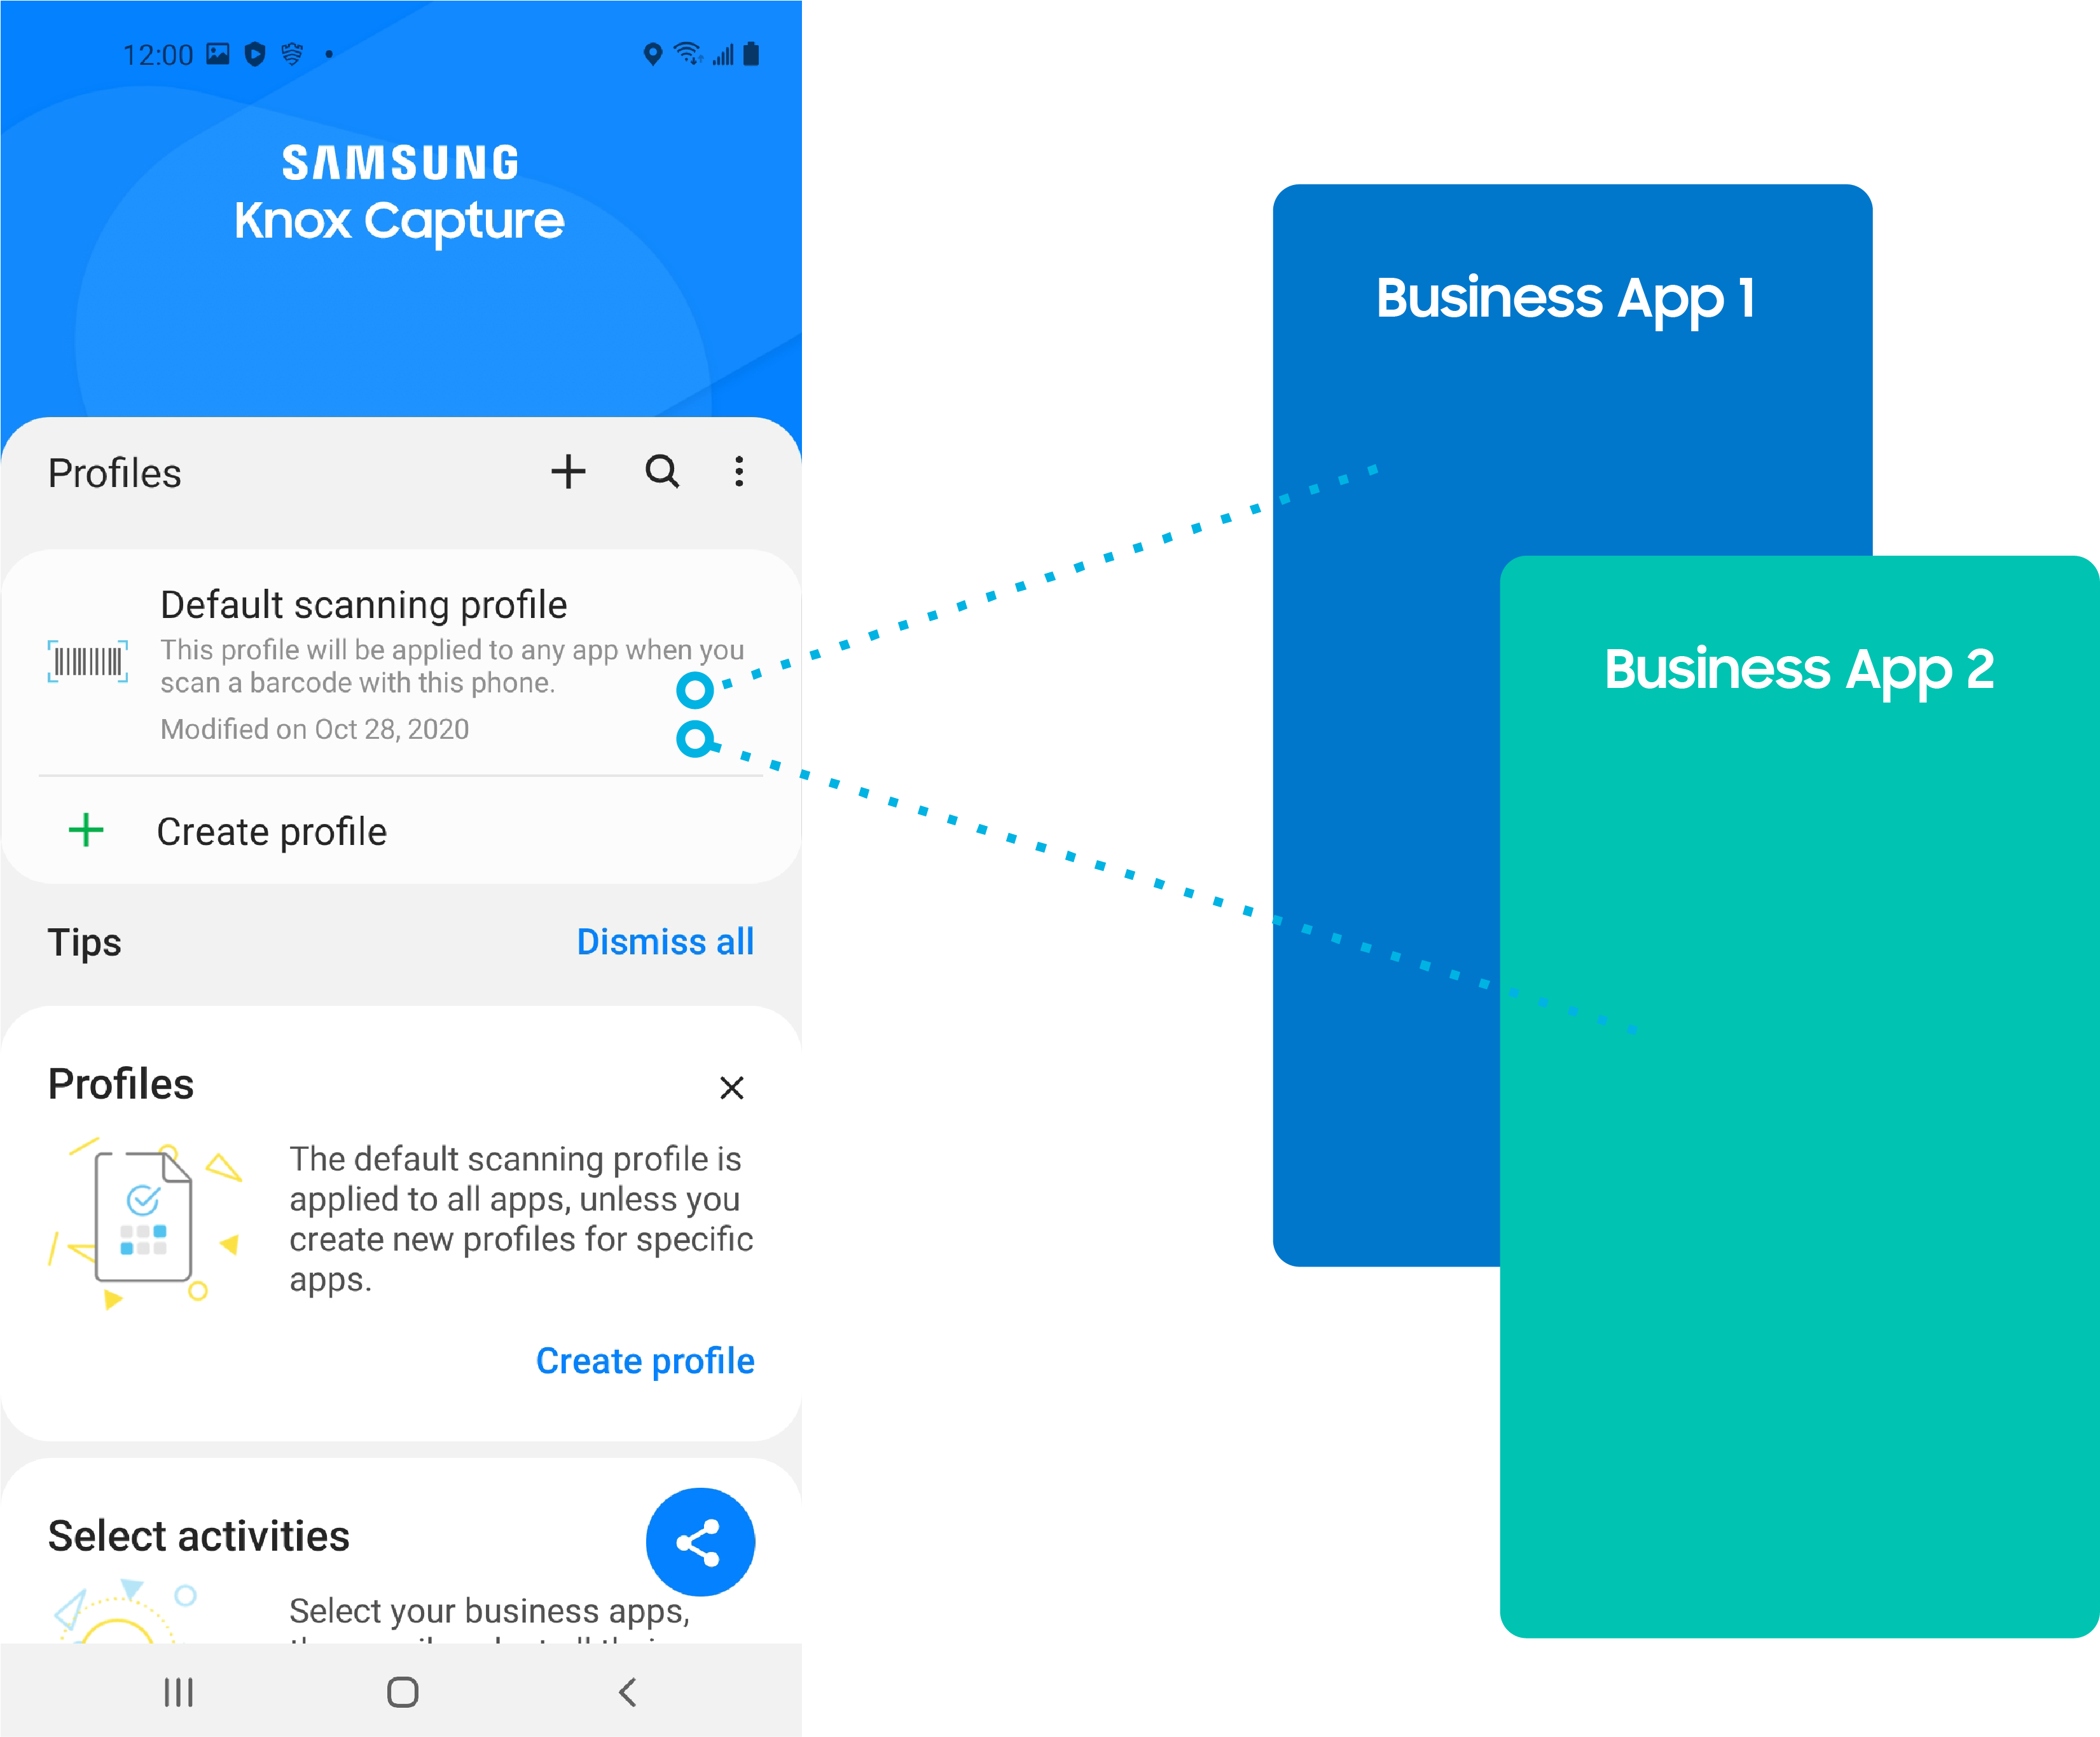 12:00
SAMSUNG
Knox Capture
Profiles
Default scanning profile
This profile will be applied to any app when you
scan a barcode with this phone.
Modified on Oct 28, 2020
Create profile
Tips
Dismiss all
Profiles
The default scanning profile is
applied to all apps, unless you
create new profiles for specific
apps.
Create profile
Select activities
Select your business apps,
Business App 1
Business App 2